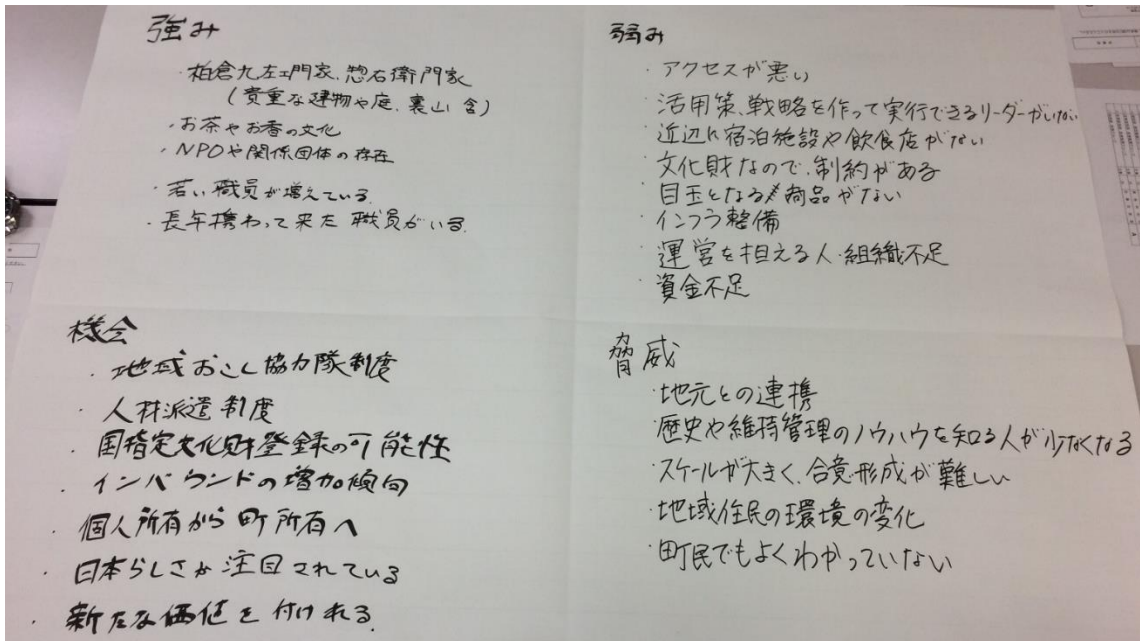 強み
・柏倉九左エ門家、惣右衛門家
（貴重な建物や庭、裏山含）
・お茶やお香の文化
・NPOや関係団体の存在
・若い職員が増えている
・長年携わって来た職員がいる
弱み
・アクセスが悪い
・活用策、戦略を作って実行できるリーダーがいない
・近辺に宿泊施設や飲食店がない
・文化財なので、制約がある
・目玉となる商品がない
・インフラ整備
・運営を担える人・組織不足
・資金不足
機会
・地域おこし協力隊制度
・人材派遣制度
・国指定文化財登録の可能性
・インバウンドの増加傾向
・個人所有から町所有へ
・日本らしさが注目されている
・新たな価値を付けれる
脅威
・地元との連携
・歴史や維持管理のノウハウを知る人が少なくなる
・スケールが大きく、合意形成が難しい
・地域住民の環境の変化
・町民でもよくわかっていない